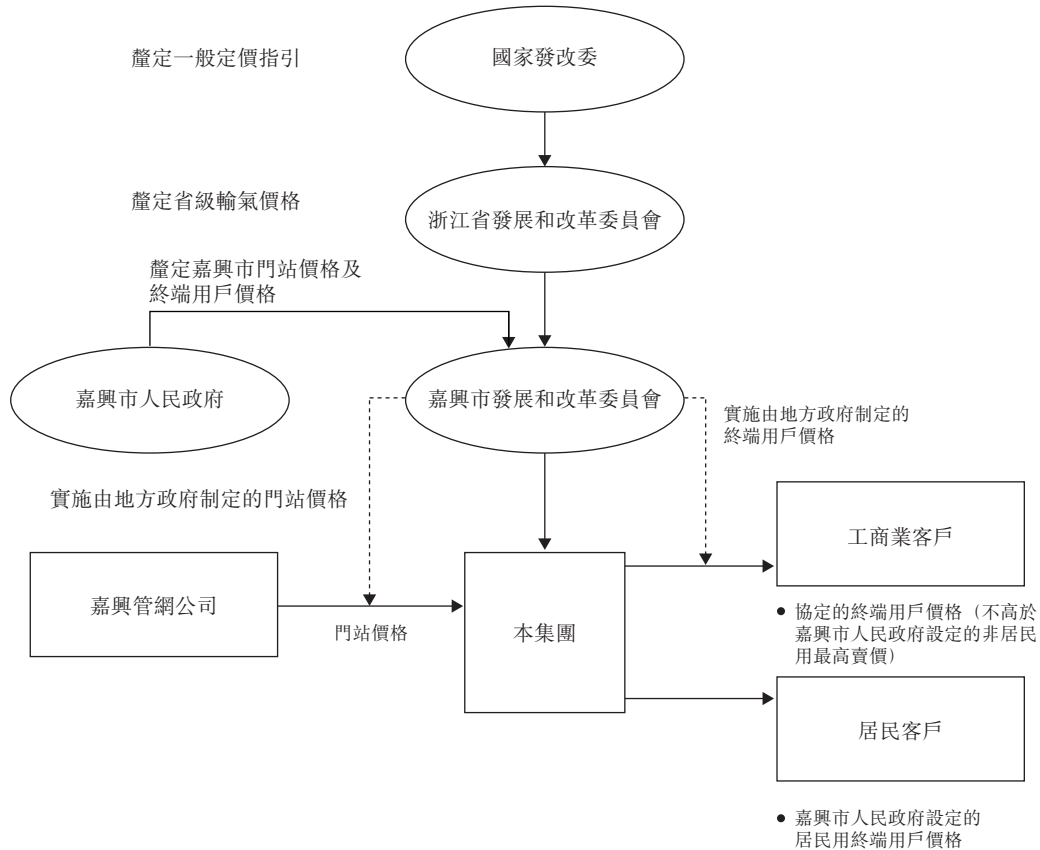 釐定一般定價指引
國家發改委
釐定省級輸氣價格
浙江省發展和改革委員會
釐定嘉興市門站價格及
終端用戶價格
嘉興市人民政府
嘉興市發展和改革委員會
實施由地方政府制定的
終端用戶價格
實施由地方政府制定的門站價格
工商業客戶
嘉興管網公司
門站價格
本集團
• 協定的終端用戶價格（不高於
嘉興市人民政府設定的非居民
用最高賣價）
居民客戶
• 嘉興市人民政府設定的
居民用終端用戶價格